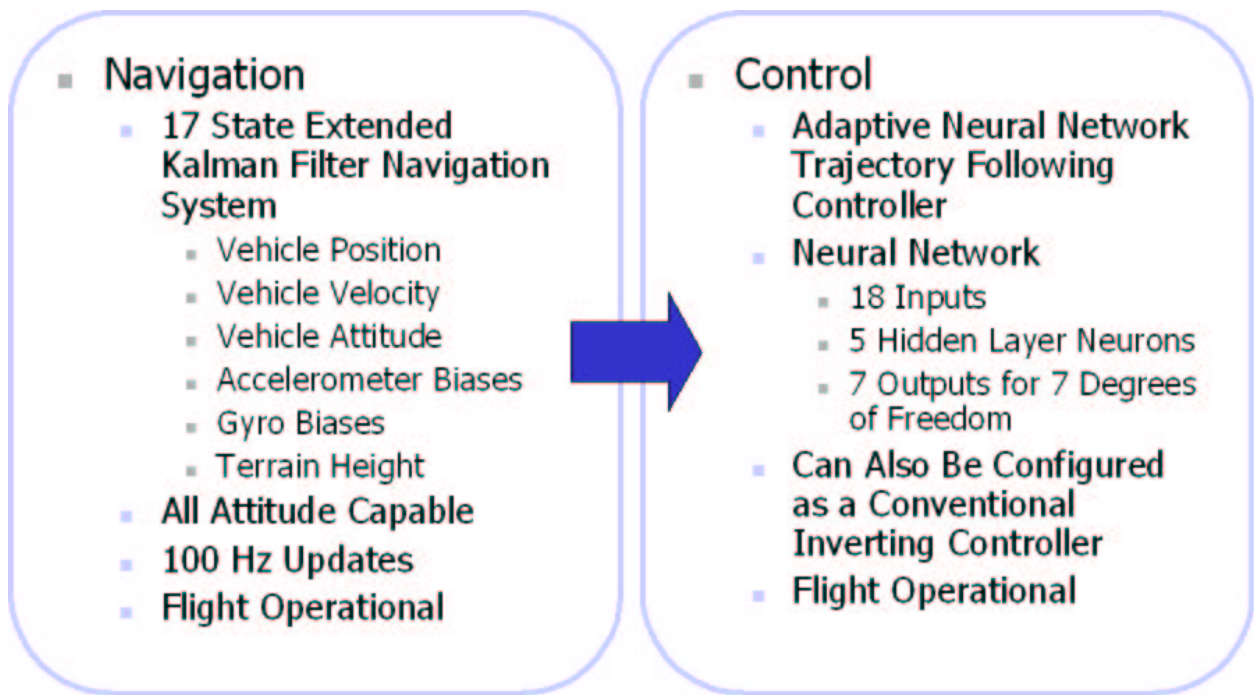 Navigation
17 State Extended
Kalman Filter Navigation
System
Vehicle Position
Vehicle Velocity
Vehicle Attitude
Accelerometer Biases
Gyro Biases
Terrain Height
All Attitude Capable
100 Hz Updates
Flight Operational
Control
Adaptive Neural Network
Trajectory Following
Controller
Neural Network
18 Inputs
5 Hidden Layer Neurons
7 Outputs for 7 Degrees
of Freedom
Can Also Be Configured
as a Conventional
Inverting Controller
Flight Operational